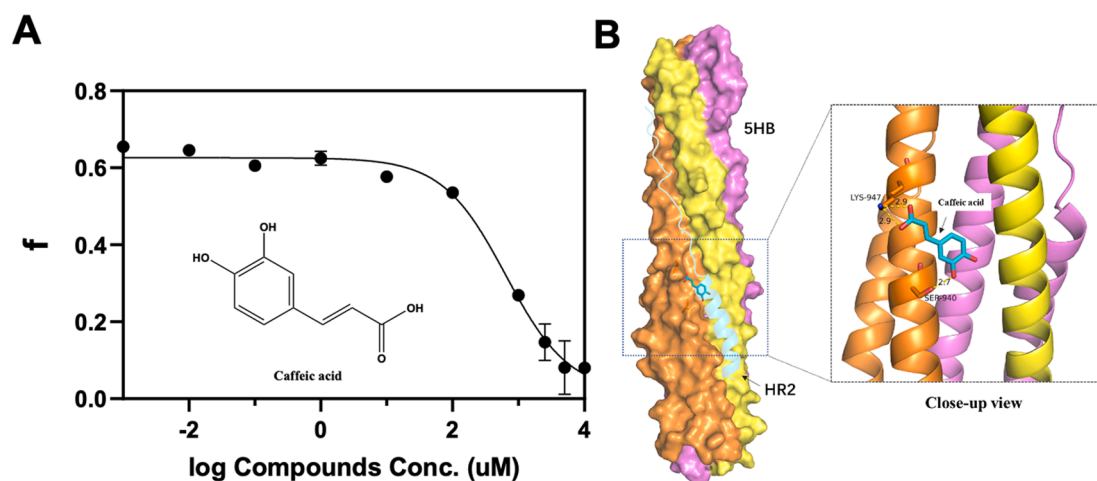 A
0.8
0.6
0.4
0.2
0.0
f
-2
0
2
4
log Compounds Conc. (uM)
OH
HO
OH
O
Caffeic acid
B
5HB
HR2
LYS-947
2.9
2.9
Caffeic acid
2.7
SER-940
Close-up view